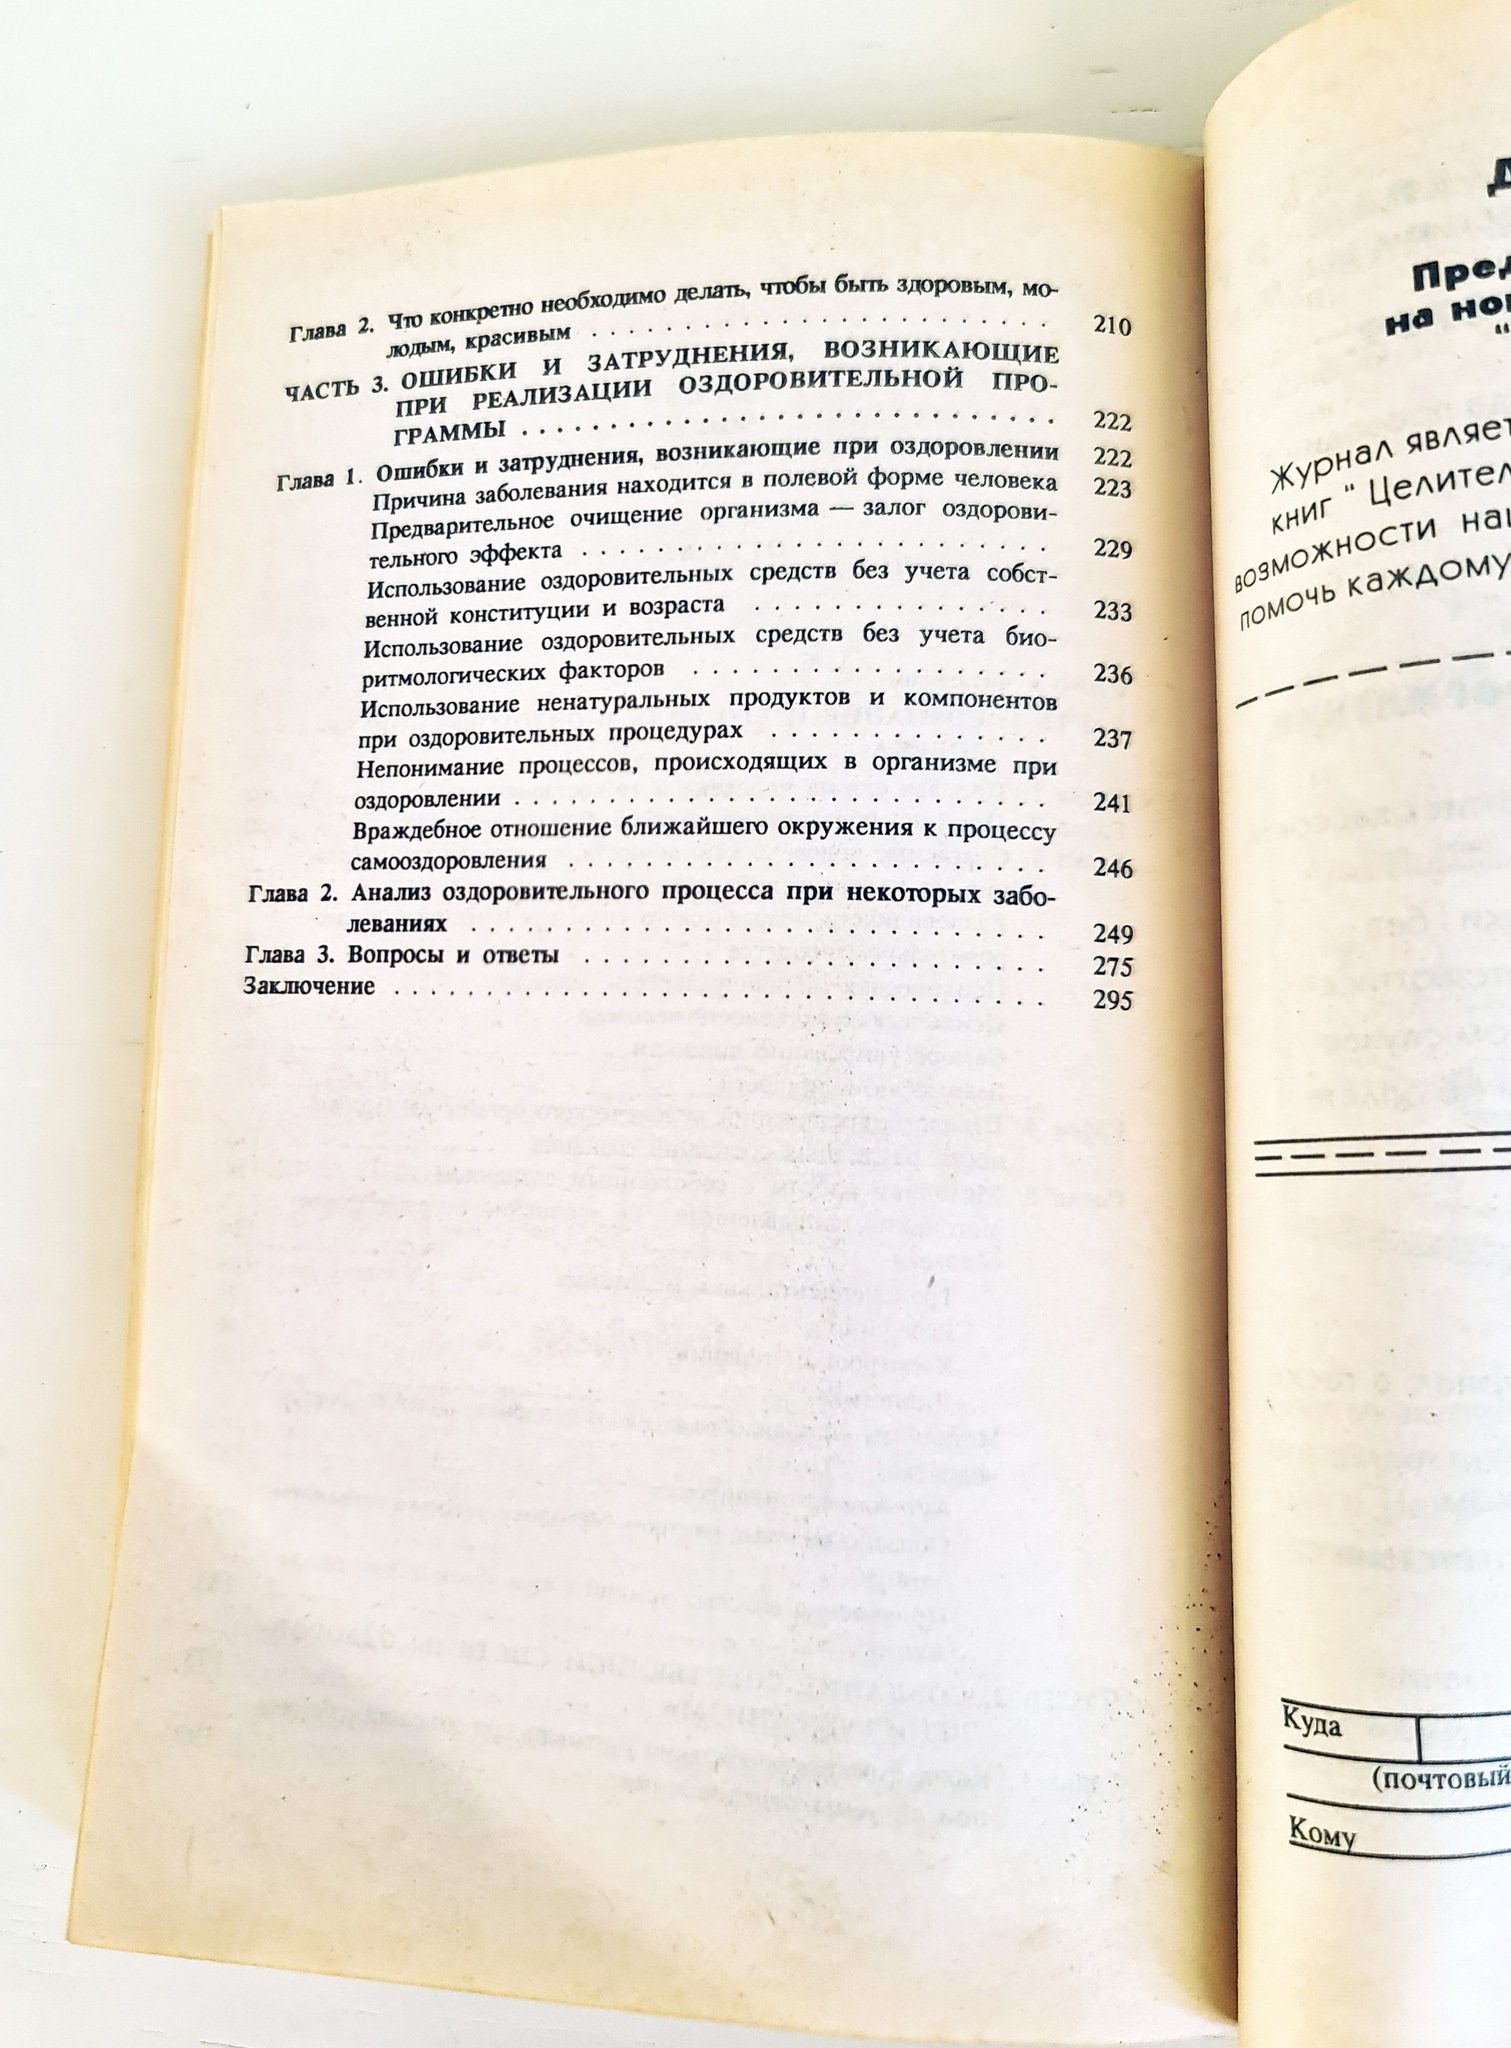 Глава 2. Что конкретно необходимо делать, чтобы быть здоровым, мо-
лодым, красивым . . . . . . . . . . . . . . . . . . . . . . . . 210
ЧАСТЬ 3. ОШИБКИ И ЗАТРУДНЕНИЯ, ВОЗНИКАЮЩИЕ
ПРИ РЕАЛИЗАЦИИ ОЗДОРОВИТЕЛЬНОЙ ПРО-
ГРАММЫ . . . . . . . . . . . . . . . . . . . . . . . . . . . . 222
Глава 1. Ошибки и затруднения, возникающие при оздоровлении 222
Причина заболевания находится в полевой форме человека 223
Предварительное очищение организма — залог оздорови-
тельного эффекта . . . . . . . . . . . . . . . . . . . . . . . . 229
Использование оздоровительных средств без учета собст-
венной конституции и возраста . . . . . . . . . . . . . . . 233
Использование оздоровительных средств без учета био-
ритмологических факторов . . . . . . . . . . . . . . . . . . 236
Использование ненатуральных продуктов и компонентов
при оздоровительных процедурах . . . . . . . . . . . . . . 237
Непонимание процессов, происходящих в организме при
оздоровлении . . . . . . . . . . . . . . . . . . . . . . . . . . . 241
Враждебное отношение ближайшего окружения к процессу
самооздоровления . . . . . . . . . . . . . . . . . . . . . . . . 246
Глава 2. Анализ оздоровительного процесса при некоторых забо-
леваниях . . . . . . . . . . . . . . . . . . . . . . . . . . . . . 249
Глава 3. Вопросы и ответы . . . . . . . . . . . . . . . . . . . . . . . 275
Заключение . . . . . . . . . . . . . . . . . . . . . . . . . . . . . . . . . 295
на
Журнал
книг "
возможности
помочь каждому
Куда
(почтовый
Кому